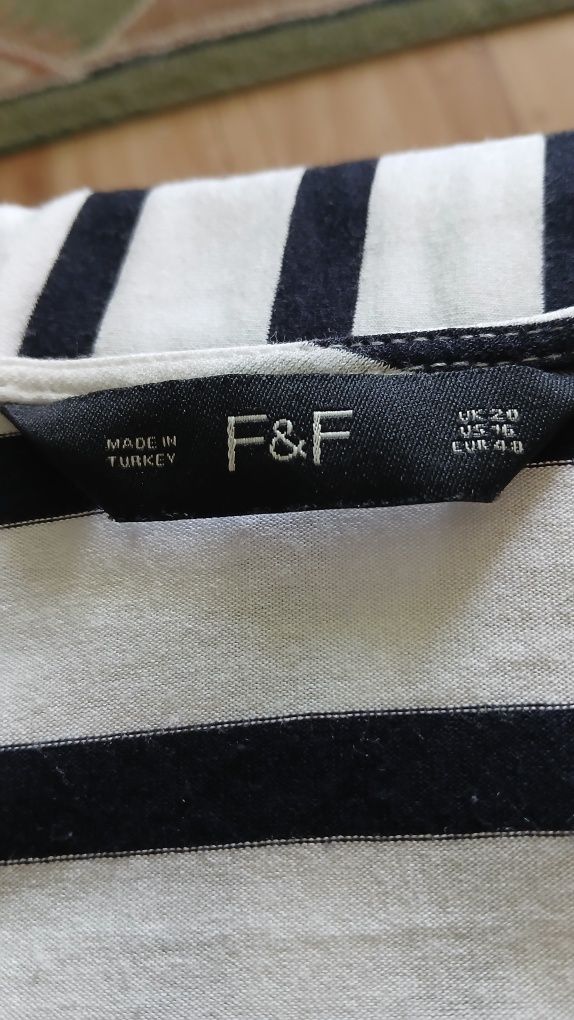 MADE IN
TURKEY
F&F
UK 20
US 16
EUR 48